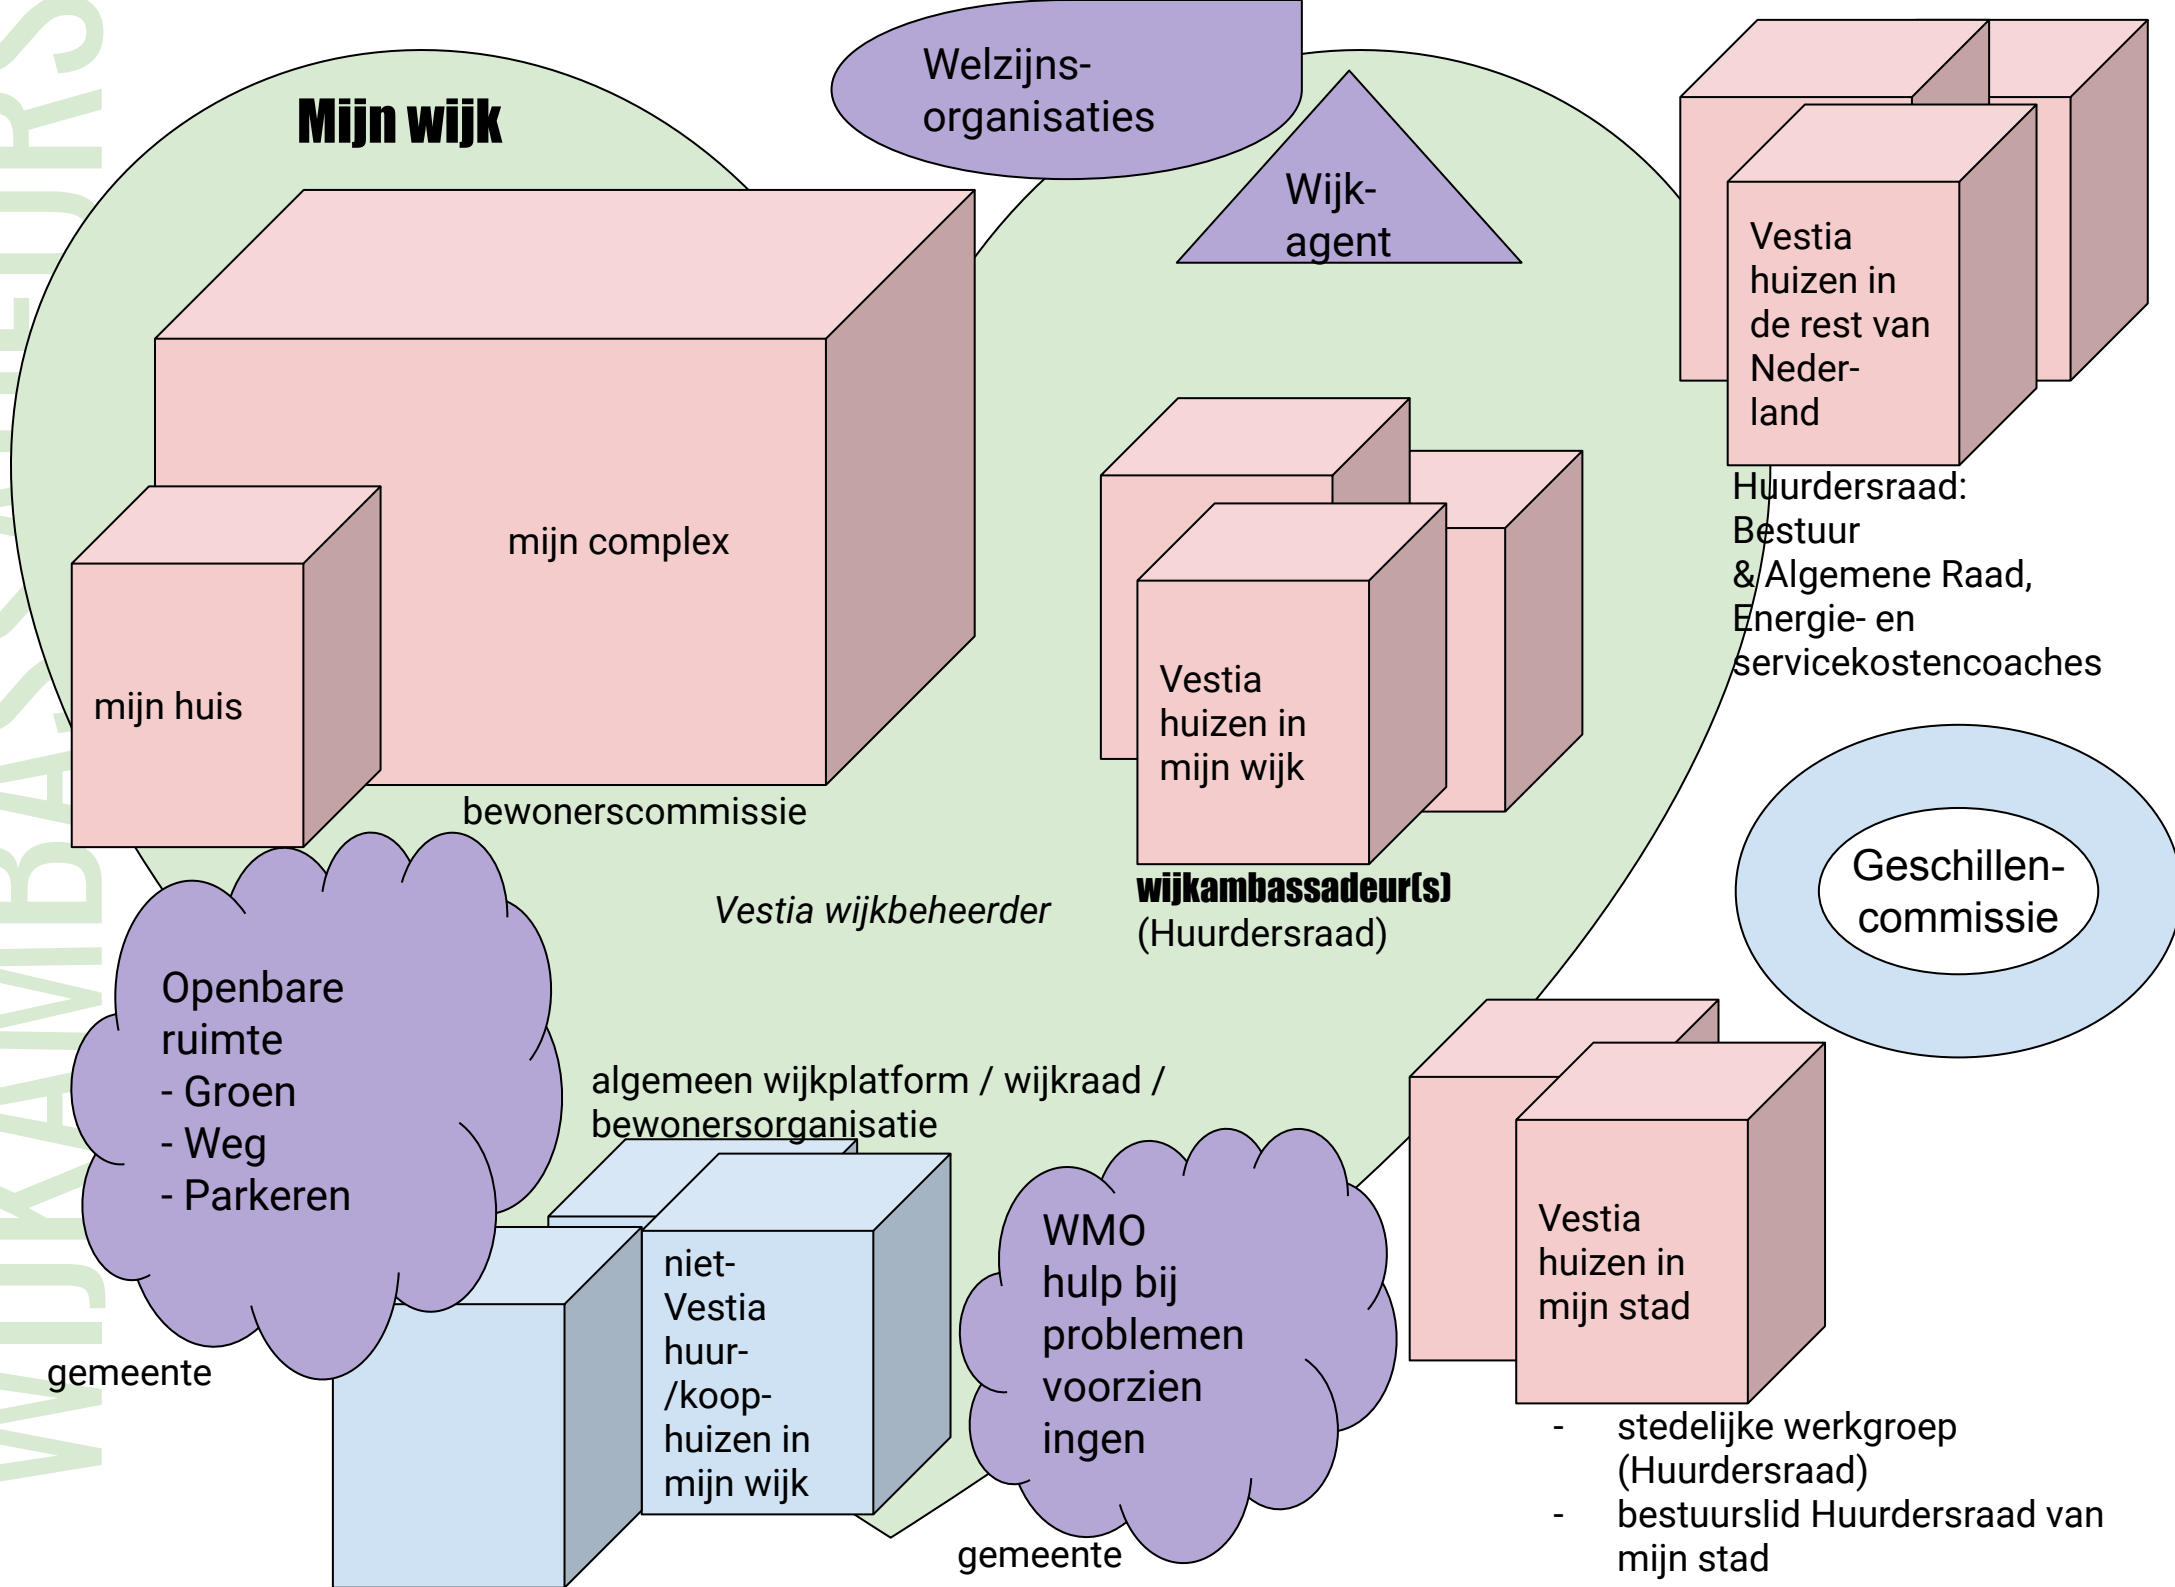 WIJKAMBASSADEURS
Mijn wijk
Welzijns-
organisaties
Wijk-
agent
Vestia
huizen in
de rest van
Neder-
land
Huurdersraad:
Bestuur
& Algemene Raad,
Energie- en
servicekostencoaches
mijn complex
mijn huis
bewonerscommissie
Vestia
huizen in
mijn wijk
wijkambassadeur(s)
(Huurdersraad)
Vestia wijkbeheerder
Geschillen-
commissie
Openbare
ruimte
- Groen
- Weg
- Parkeren
gemeente
algemeen wijkplatform / wijkraad /
bewonersorganisatie
niet-
Vestia
huur-
/koop-
huizen in
mijn wijk
WMO
hulp bij
problemen
voorzien
ingen
gemeente
Vestia
huizen in
mijn stad
- stedelijke werkgroep
(Huurdersraad)
- bestuurslid Huurdersraad van
mijn stad